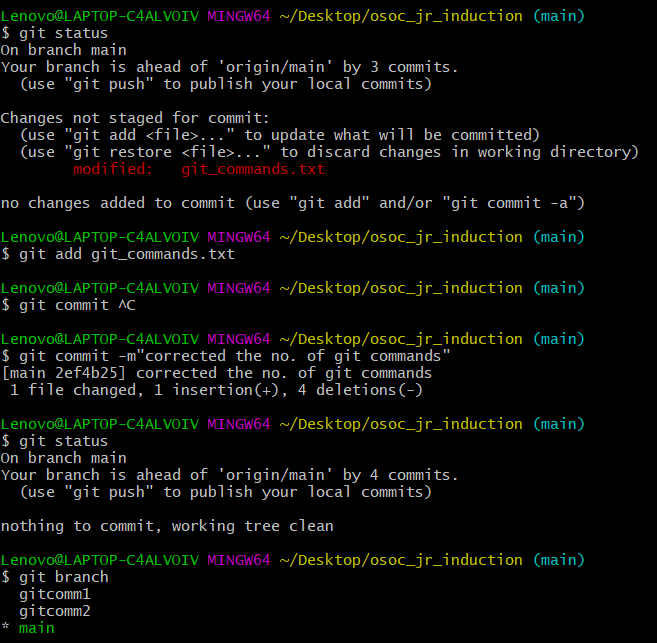 Lenovo@LAPTOP-C4ALVOIV MINGW64 ~/Desktop/osoc_jr_induction (main)
$ git status
On branch main
Your branch is ahead of 'origin/main' by 3 commits.
  (use "git push" to publish your local commits)

Changes not staged for commit:
  (use "git add <file>..." to update what will be committed)
  (use "git restore <file>..." to discard changes in working directory)
        modified:   git_commands.txt

no changes added to commit (use "git add" and/or "git commit -a")

Lenovo@LAPTOP-C4ALVOIV MINGW64 ~/Desktop/osoc_jr_induction (main)
$ git add git_commands.txt

Lenovo@LAPTOP-C4ALVOIV MINGW64 ~/Desktop/osoc_jr_induction (main)
$ git commit ^C

Lenovo@LAPTOP-C4ALVOIV MINGW64 ~/Desktop/osoc_jr_induction (main)
$ git commit -m"corrected the no. of git commands"
[main 2ef4b25] corrected the no. of git commands
 1 file changed, 1 insertion(+), 4 deletions(-)

Lenovo@LAPTOP-C4ALVOIV MINGW64 ~/Desktop/osoc_jr_induction (main)
$ git status
On branch main
Your branch is ahead of 'origin/main' by 4 commits.
  (use "git push" to publish your local commits)

nothing to commit, working tree clean

Lenovo@LAPTOP-C4ALVOIV MINGW64 ~/Desktop/osoc_jr_induction (main)
$ git branch
  gitcomm1
  gitcomm2
* main